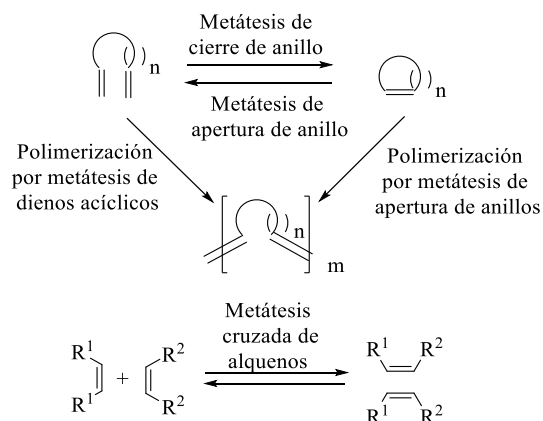 Metátesis de
cierre de anillo
n
n
Metátesis de
apertura de anillo
Polimerización
por metátesis de
dienos acíclicos
Polimerización
por metátesis de
apertura de anillos
n
m
Metátesis
cruzada de
alquenos
R¹ R² R¹ R²
+
R¹ R² R¹ R²